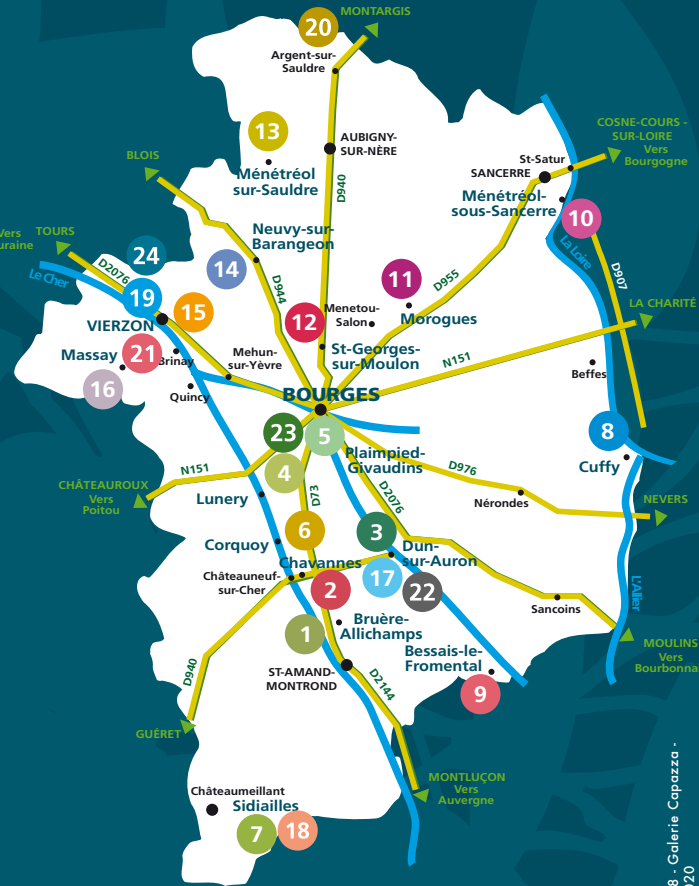 20
MONTARGIS
Argent-sur-
Sauldre
13
AUBIGNY-
SUR-NÈRE
COSNE-COURS -
SUR-LOIRE
Vers
Bourgogne
BLOIS
St-Satur
SANCERRE
Ménétréol
sur-Sauldre
D940
Ménétréol-
sous-Sancerre
10
Vers
uraine
TOURS
Neuvy-sur-
Barangeon
24
D2076
Le Cher
14
La Loire
D907
11
D955
D944
19
15
VIERZON
12
Menetou-
Salon
Morogues
LA CHARITÉ
Massay
21
Brinay
Mehun-
sur-Yèvre
St-Georges-
sur-Moulon
N151
Beffes
16
Quincy
BOURGES
23
5
8
Plaimpied-
Givaudins
Cuffy
4
N151
D976
CHÂTEAUROUX
Vers
Poitou
Lunery
D73
D2076
Nérondes
NEVERS
6
3
Corquoy
Dun-
sur-Auron
Chavannes
Châteauneuf-
sur-Cher
2
17
22
L'Allier
Sancoins
1
Bruère-
Allichamps
MOULINS
Vers
Bourbonna
Bessais-le-
Fromental
ST-AMAND-
MONTROND
D940
D2144
9
GUÉRET
MONTLUÇON
Vers
Auvergne
Châteaumeillant
Sidiailles
7
18
8 - Galerie Capazza -
20